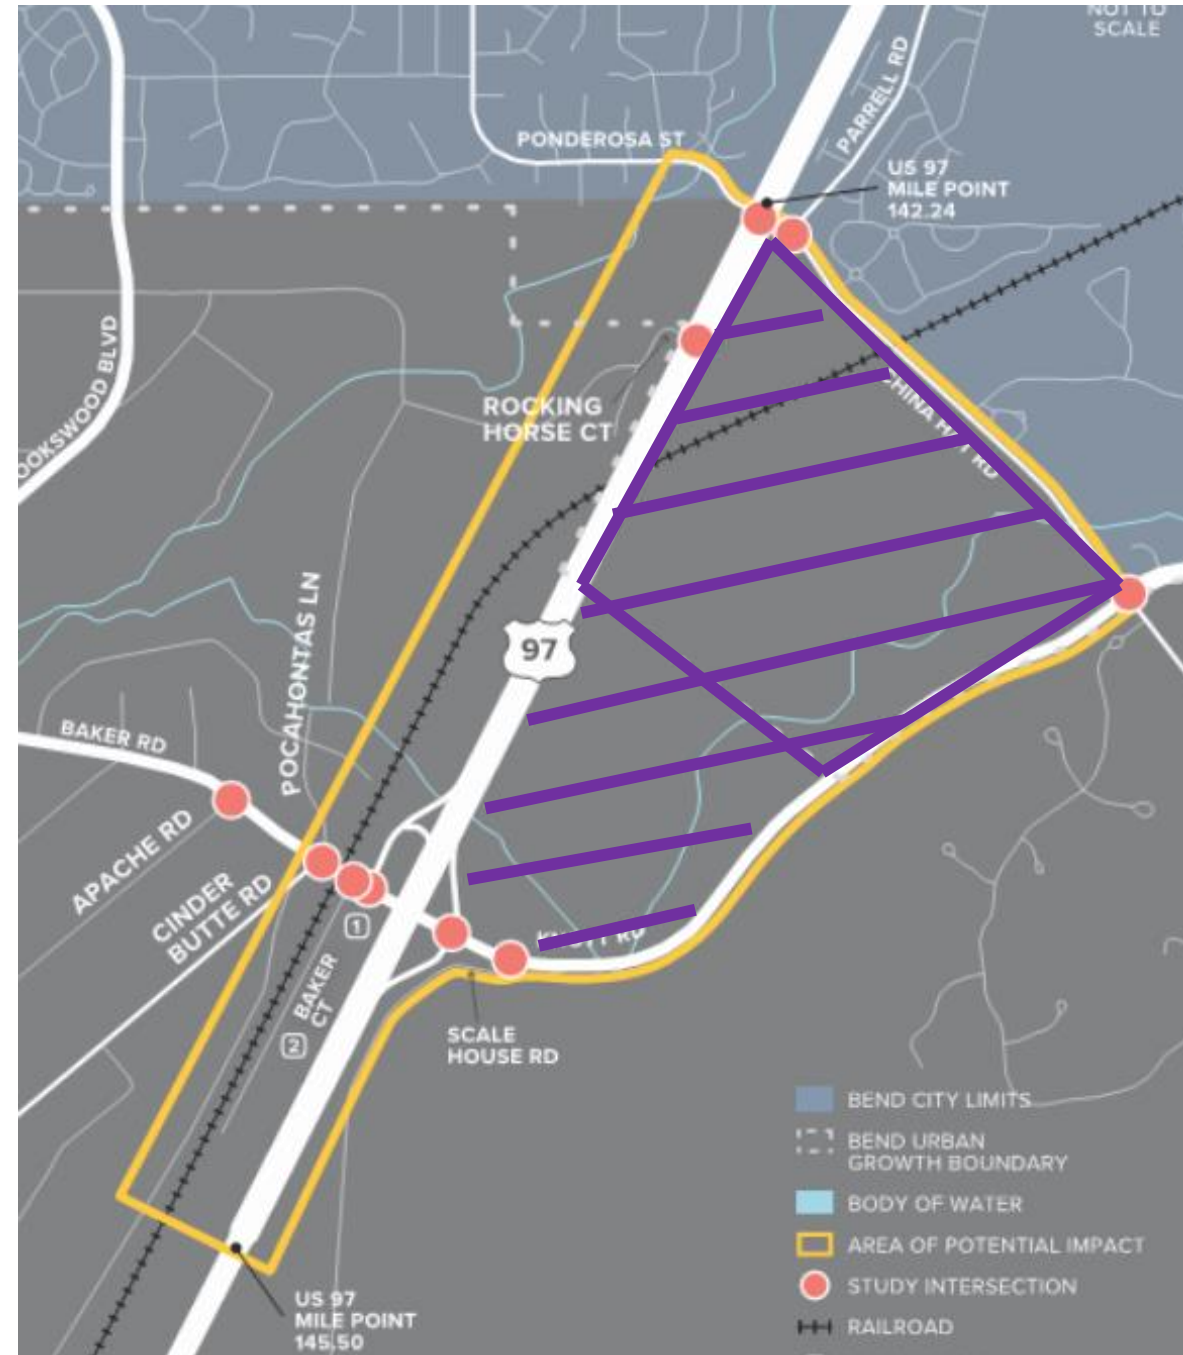 NOT TO
SCALE
PARRELL RD
PONDEROSA ST
US 97
MILE POINT
142.24
OOKSWOOD BLVD
ROCKING
HORSE CT
RD
POCAHONTAS LN
97
BAKER RD
APACHE RD
CINDER
BUTTE RD
1
BAKER
CT
2
RD
SCALE
HOUSE RD
US 97
MILE POINT
145.50
BEND CITY LIMITS
BEND URBAN
GROWTH BOUNDARY
BODY OF WATER
AREA OF POTENTIAL IMPACT
STUDY INTERSECTION
RAILROAD